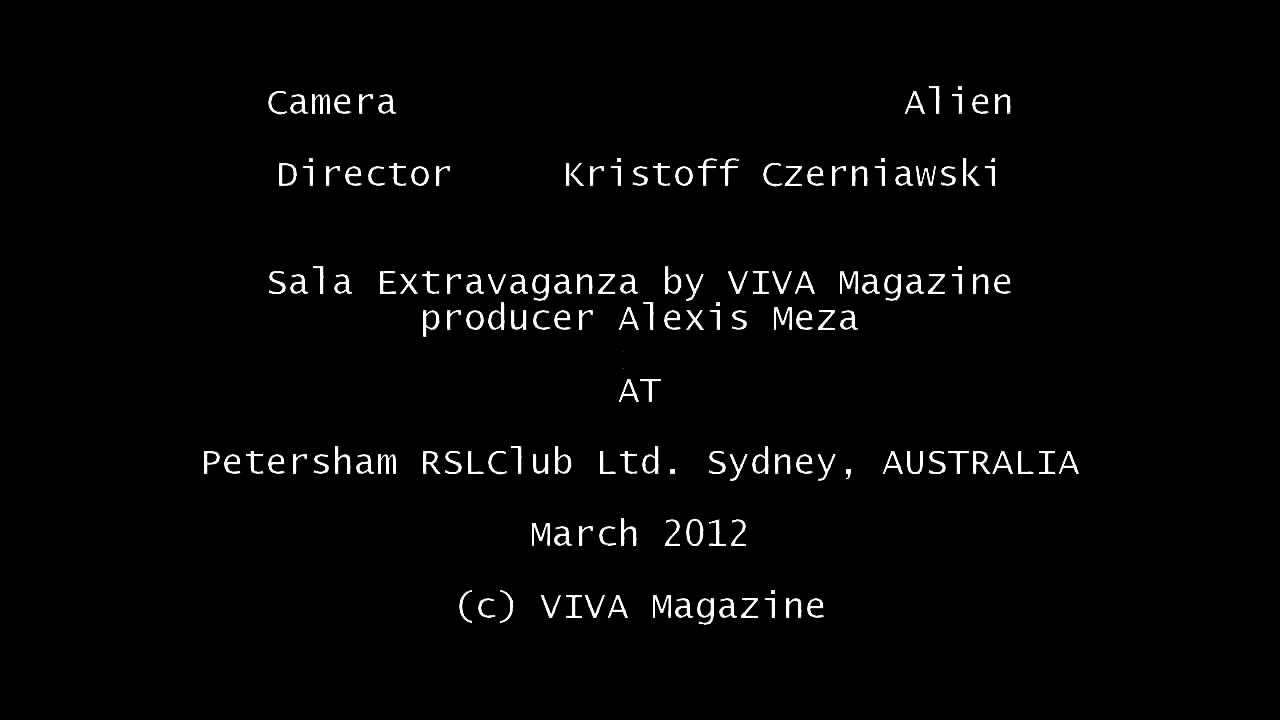 Camera Alien
Director Kristoff Czerniawski
Sala Extravaganza by VIVA Magazine
producer Alexis Meza
AT
Petersham RSLClub Ltd. Sydney, AUSTRALIA
March 2012
(c) VIVA Magazine